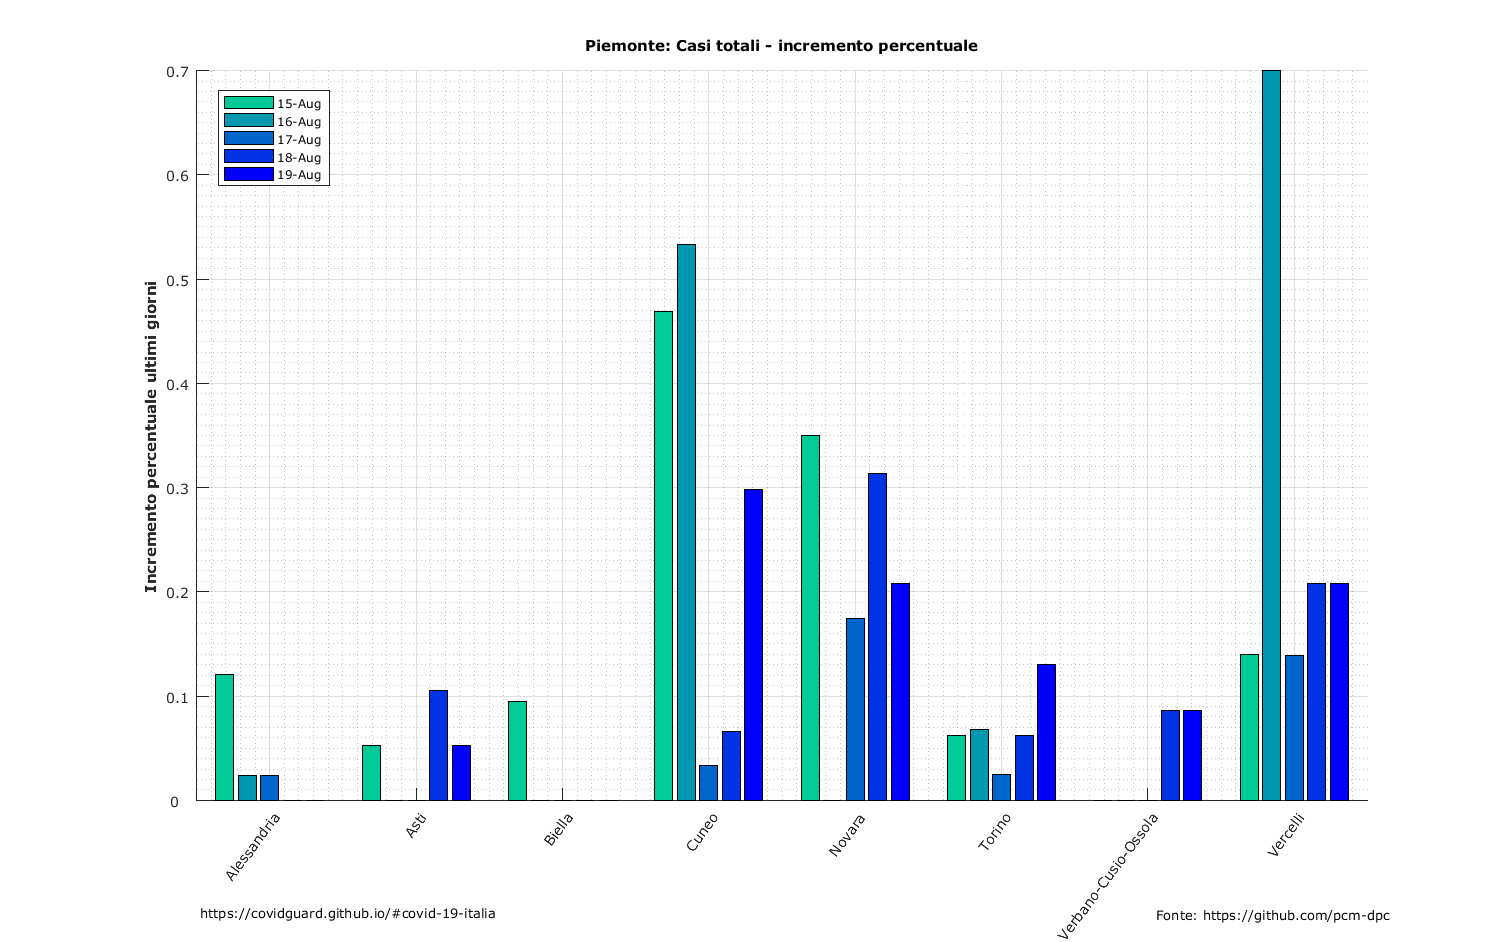 Piemonte: Casi totali - incremento percentuale
15-Aug
16-Aug
17-Aug
18-Aug
19-Aug
Incremento percentuale ultimi giorni
0.7
0.6
0.5
0.4
0.3
0.2
0.1
0
Alessandria
Asti
Biella
Cuneo
Novara
Torino
Verbano-Cusio-Ossola
Vercelli
https://covidguard.github.io/#covid-19-italia
Fonte: https://github.com/pcm-dpc